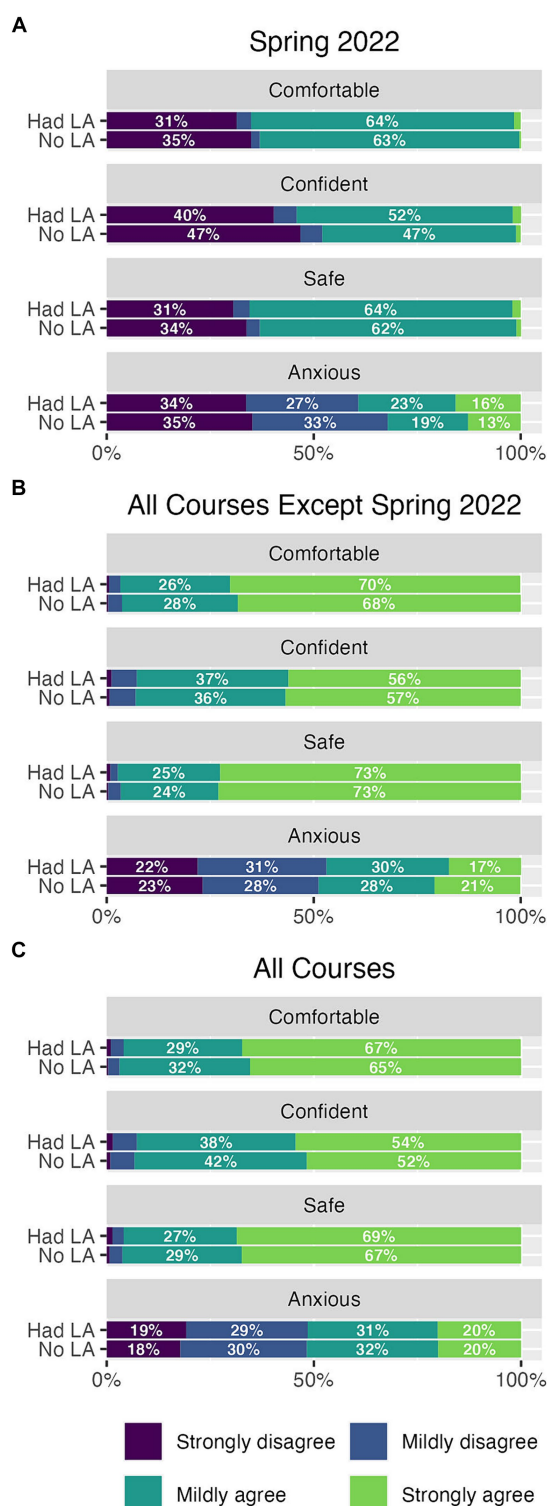 A
Spring 2022
Comfortable
Had LA 31% 64%
No LA 35% 63%
Confident
Had LA 40% 52%
No LA 47% 47%
Safe
Had LA 31% 64%
No LA 34% 62%
Anxious
Had LA 34% 27% 23% 16%
No LA 35% 33% 19% 13%
0% 50% 100%
B
All Courses Except Spring 2022
Comfortable
Had LA 26% 70%
No LA 28% 68%
Confident
Had LA 37% 56%
No LA 36% 57%
Safe
Had LA 25% 73%
No LA 24% 73%
Anxious
Had LA 22% 31% 30% 17%
No LA 23% 28% 28% 21%
0% 50% 100%
C
All Courses
Comfortable
Had LA 29% 67%
No LA 32% 65%
Confident
Had LA 38% 54%
No LA 42% 52%
Safe
Had LA 27% 69%
No LA 29% 67%
Anxious
Had LA 19% 29% 31% 20%
No LA 18% 30% 32% 20%
0% 50% 100%
Strongly disagree Mildly disagree
Mildly agree Strongly agree